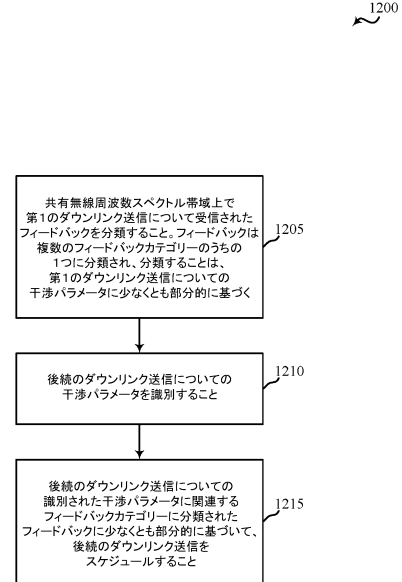 1200
共有無線周波数スペクトル帯域上で
第1のダウンリンク送信について受信された
フィードバックを分類すること。フィードバックは
複数のフィードバックカテゴリーのうちの
1つに分類され、分類することは、
第1のダウンリンク送信についての
干渉パラメータに少なくとも部分的に基づく
1205
後続のダウンリンク送信についての
干渉パラメータを識別すること
1210
後続のダウンリンク送信についての
識別された干渉パラメータに関連する
フィードバックカテゴリーに分類された
フィードバックに少なくとも部分的に基づいて、
後続のダウンリンク送信を
スケジュールすること
1215